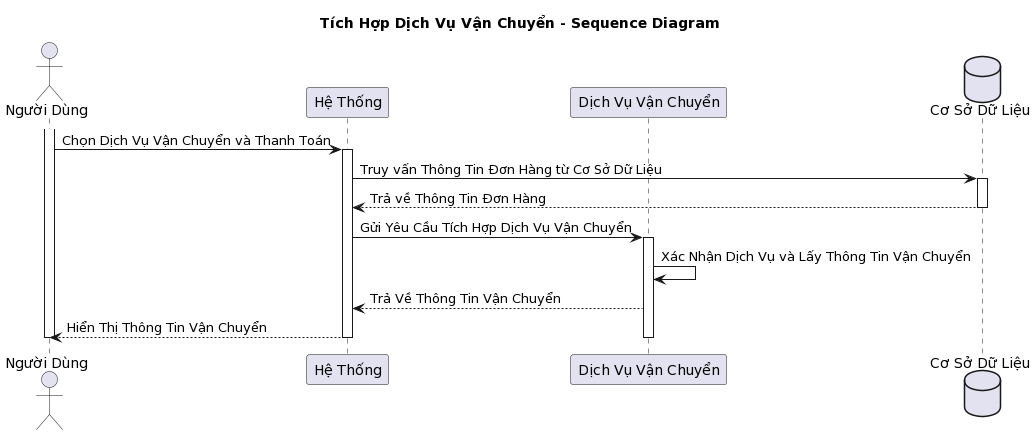 Tích Hợp Dịch Vụ Vận Chuyển - Sequence Diagram
Người Dùng
Hệ Thống
Dịch Vụ Vận Chuyển
Cơ Sở Dữ Liệu
Chọn Dịch Vụ Vận Chuyển và Thanh Toán
Truy vấn Thông Tin Đơn Hàng từ Cơ Sở Dữ Liệu
Trả về Thông Tin Đơn Hàng
Gửi Yêu Cầu Tích Hợp Dịch Vụ Vận Chuyển
Xác Nhận Dịch Vụ và Lấy Thông Tin Vận Chuyển
Trả Về Thông Tin Vận Chuyển
Hiển Thị Thông Tin Vận Chuyển
Người Dùng
Hệ Thống
Dịch Vụ Vận Chuyển
Cơ Sở Dữ Liệu